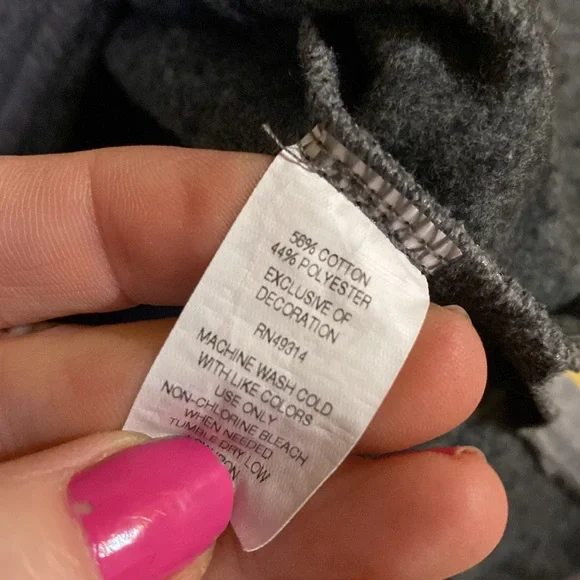 56% COTTON
44% POLYESTER
EXCLUSIVE OF
DECORATION
RN49314
MACHINE WASH COLD
WITH LIKE COLORS
USE ONLY
NON-CHLORINE BLEACH
WHEN NEEDED
TUMBLE DRY LOW